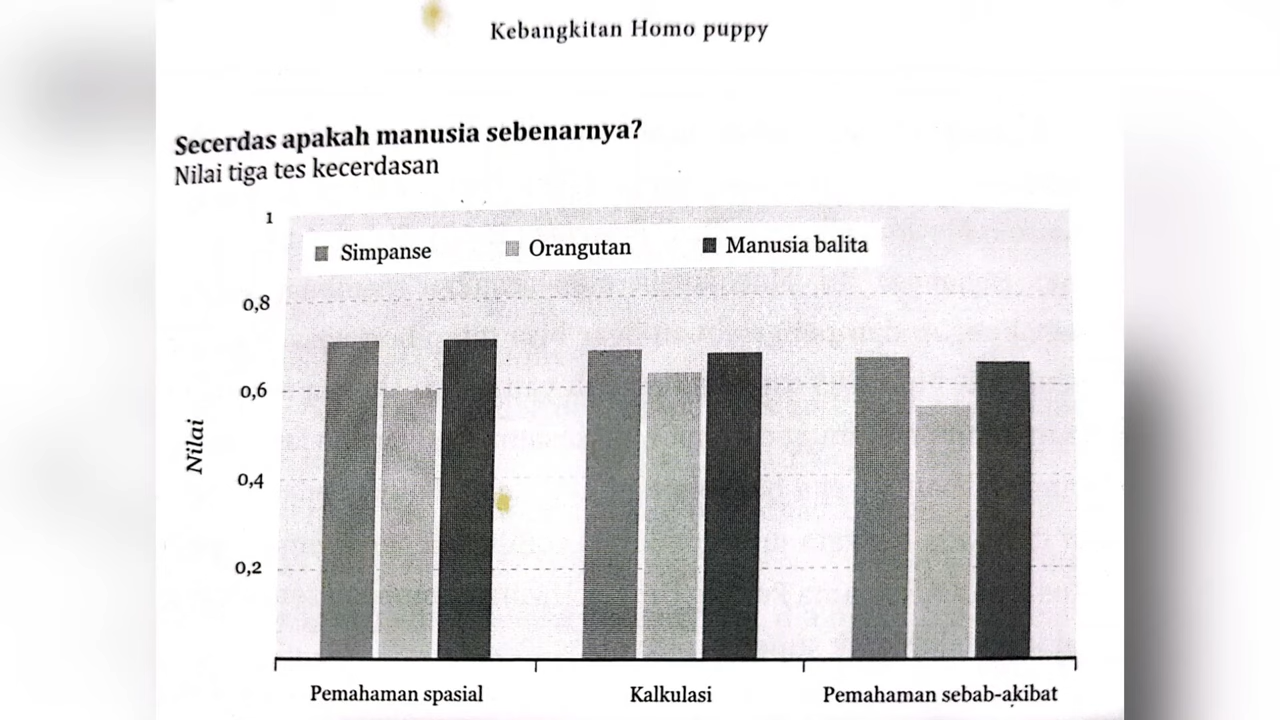 Kebangkitan Homo puppy
Secerdas apakah manusia sebenarnya?
Nilai tiga tes kecerdasan
1
Simpanse Orangutan Manusia balita
0,8
0,6
Nilai
0,4
0,2
Pemahaman spasial Kalkulasi Pemahaman sebab-akibat